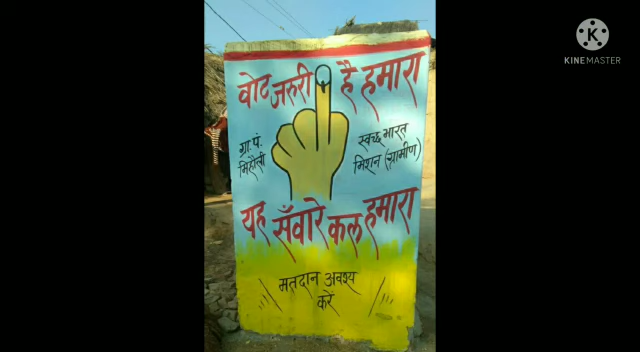 वोट जरुरी है हमारा
ग्रा.पं.
मिहौली
स्वच्छ भारत
मिशन (ग्रामीण)
यह सँवारे कल हमारा
मतदान अवश्य
करें
K
KINEMASTER